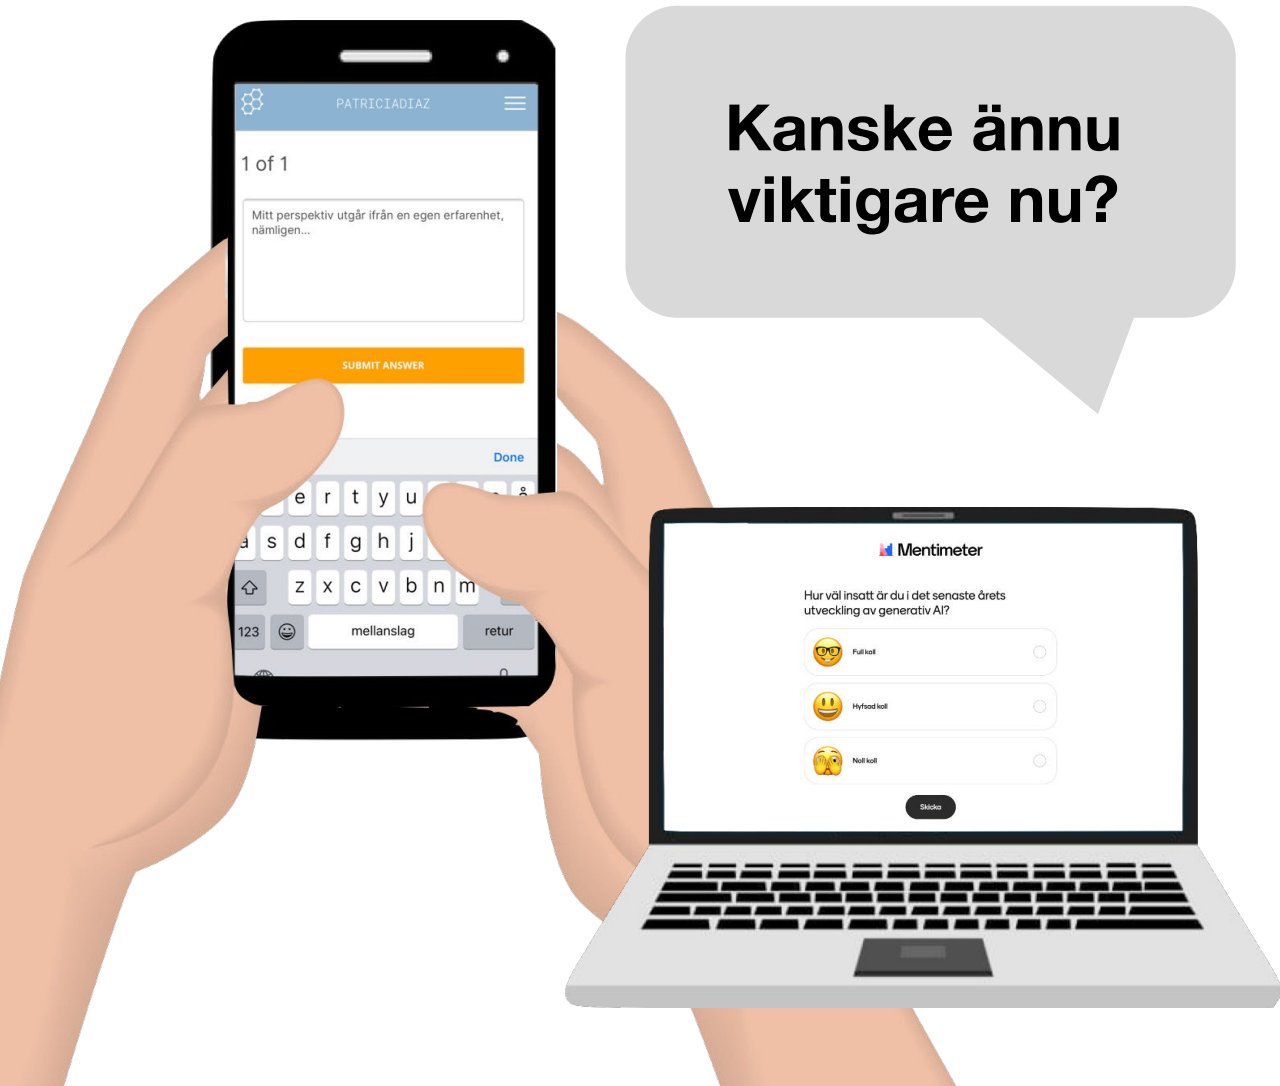 Kanske ännu
viktigare nu?
PATRICIADIAZ
1 of 1
Mitt perspektiv utgår ifrån en egen erfarenhet,
nämligen...
SUBMIT ANSWER
Done
e r t y u å
a s d f g h j
z x c v b n m
123 mellanslag retur
Mentimeter
Hur väl insatt är du i det senaste årets
utveckling av generativ AI?
Full koll
Hyfsad koll
Noll koll
Skicka